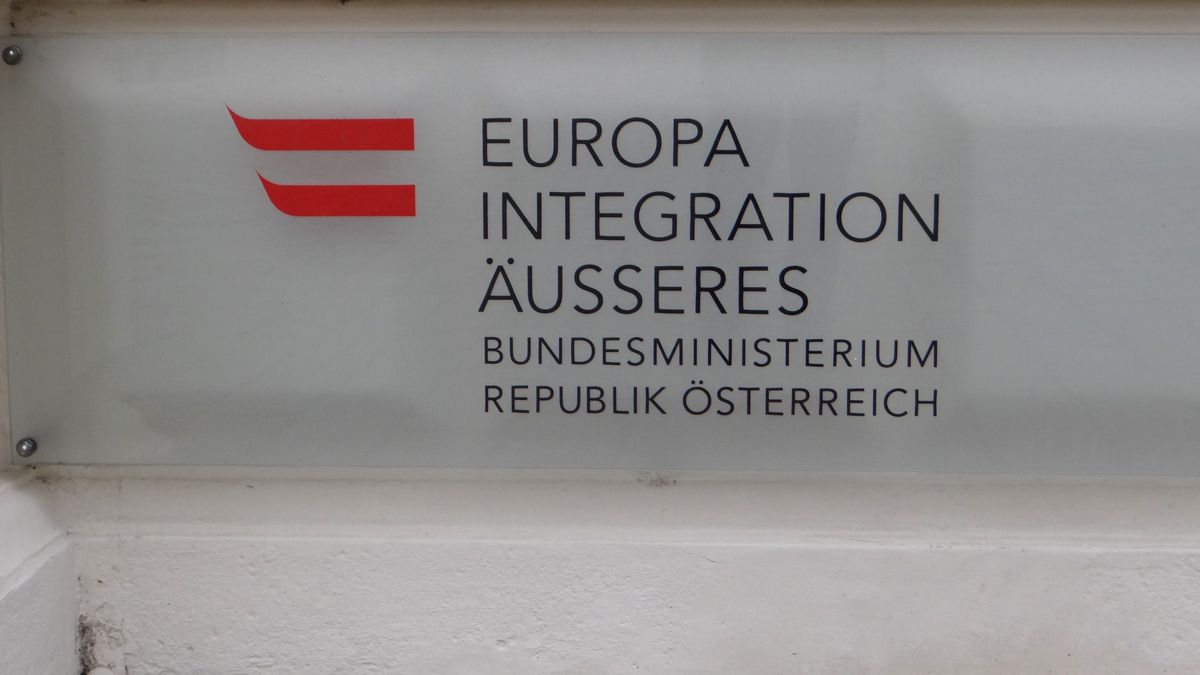 EUROPA
INTEGRATION
ÄUSSERES
BUNDESMINISTERIUM
REPUBLIK ÖSTERREICH